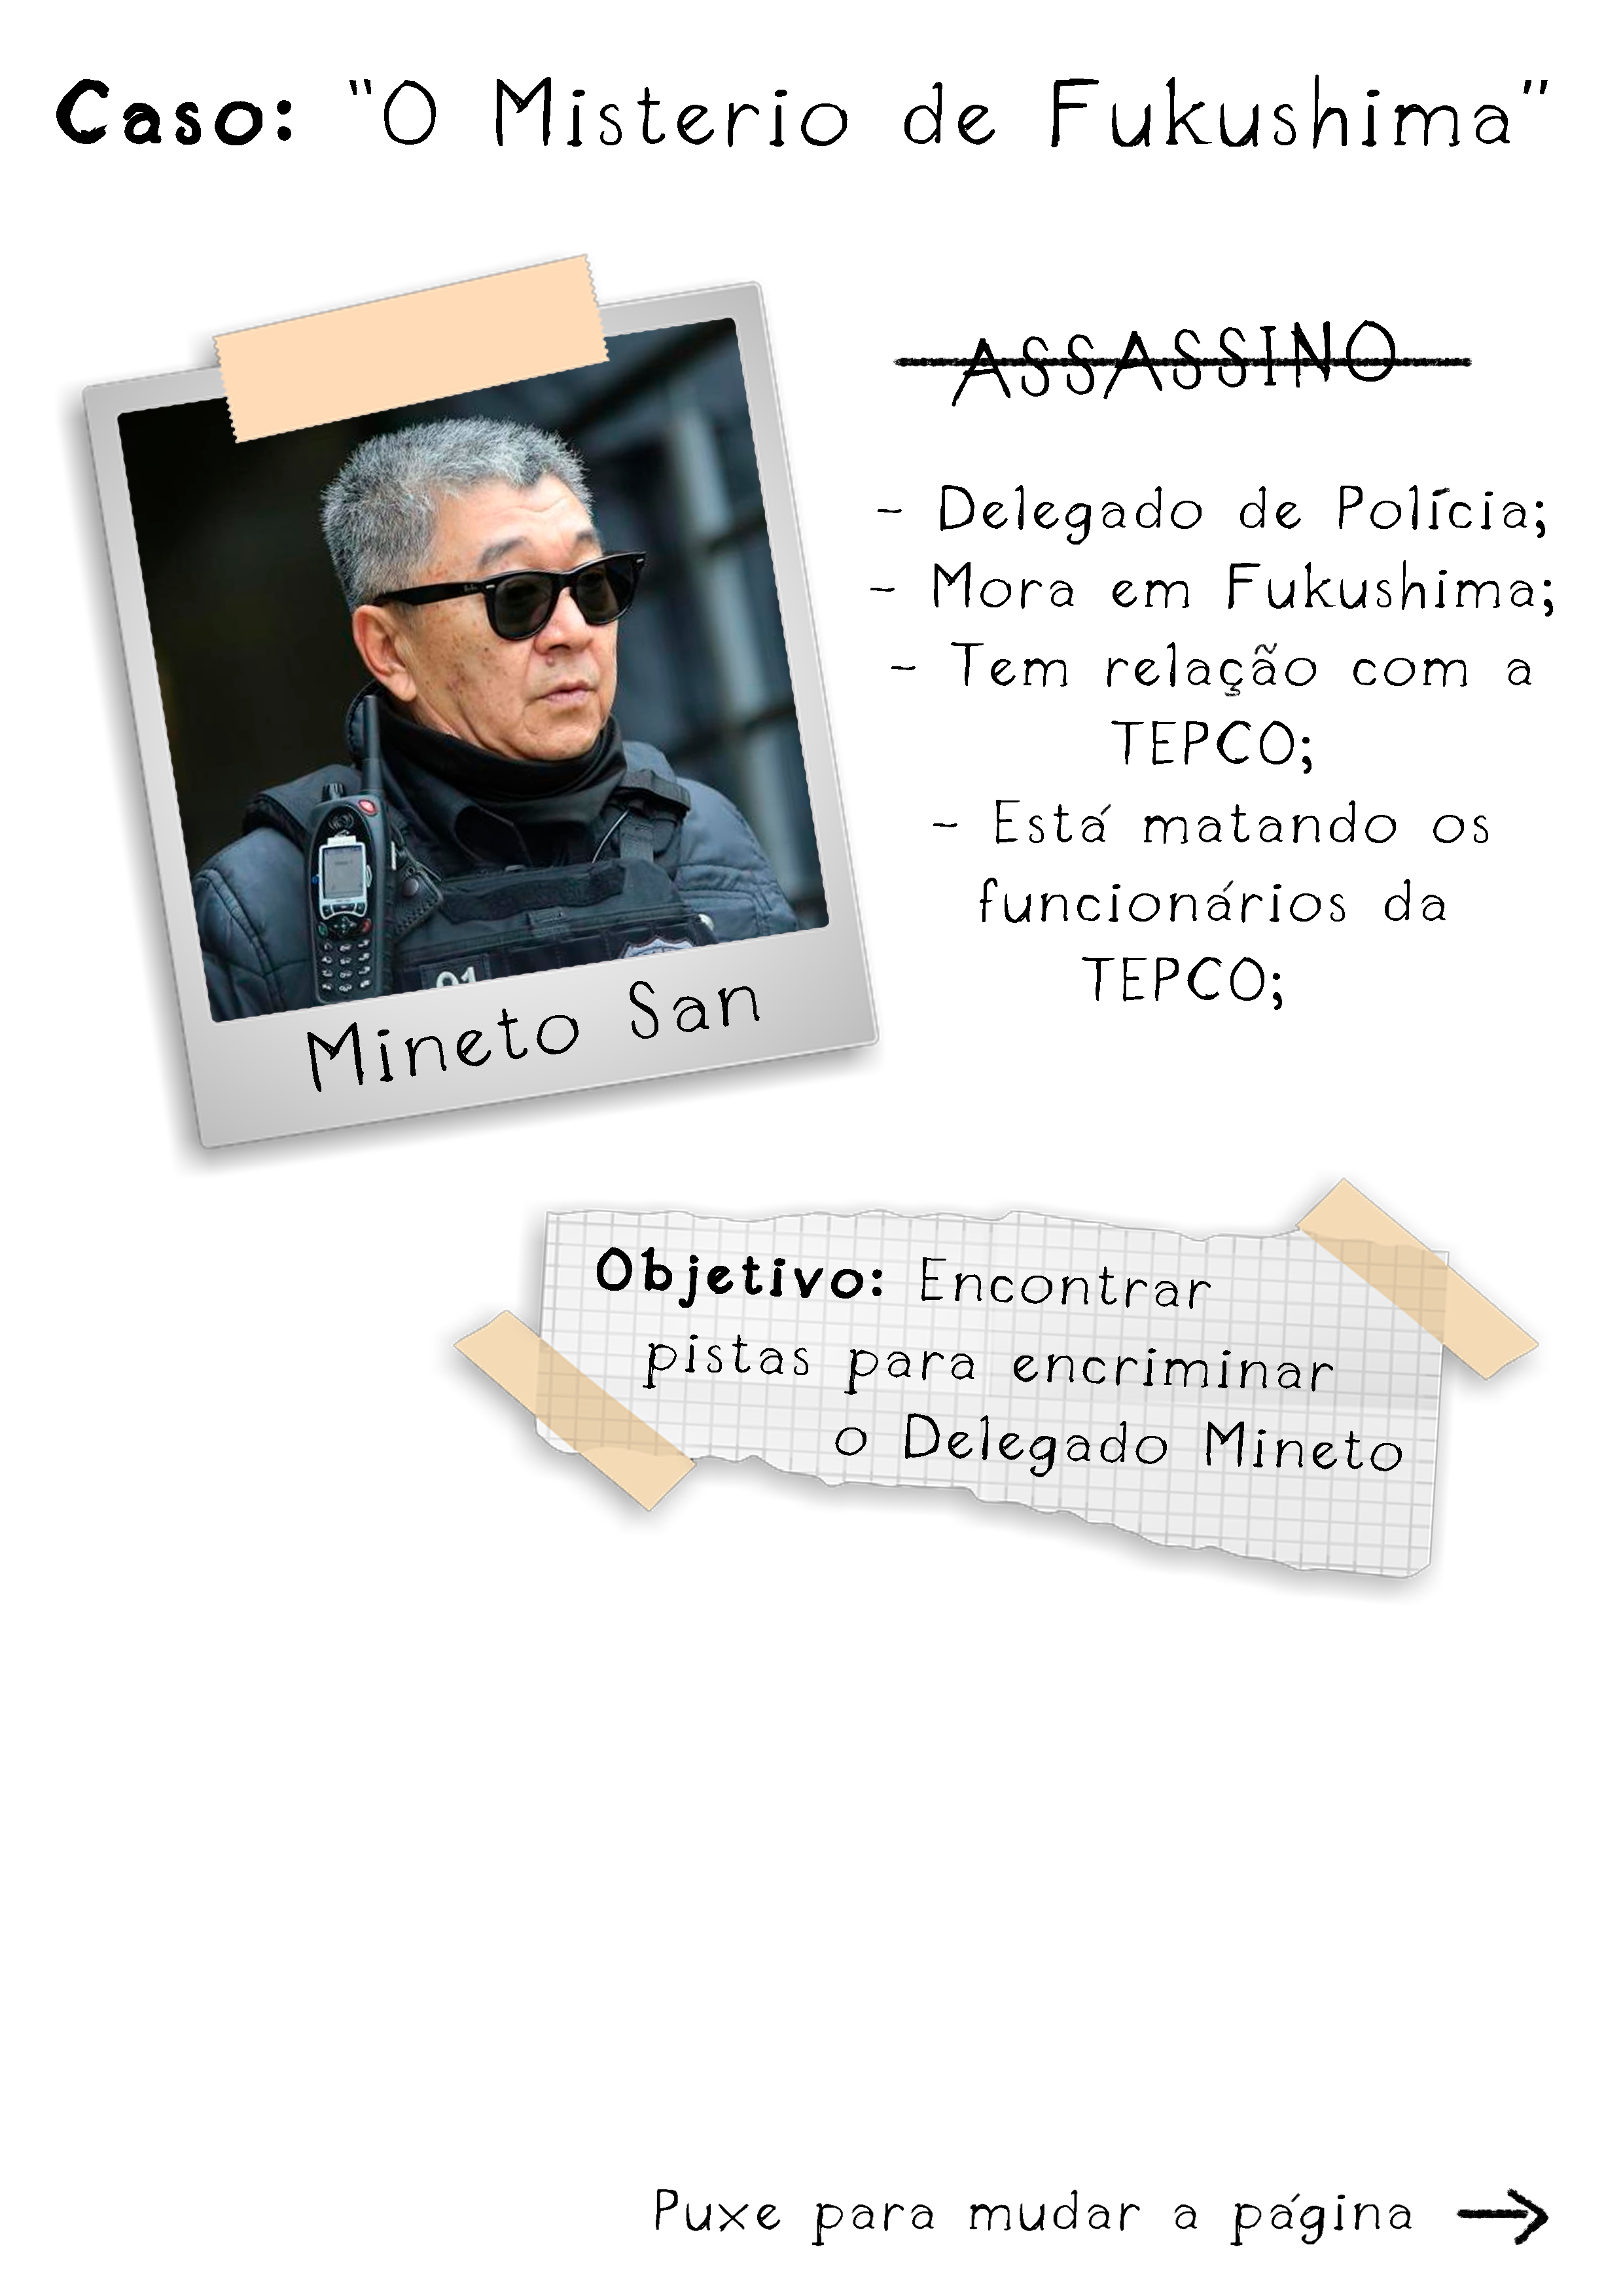 Caso: "O Misterio de Fukushima"
ASSASSINO
- Delegado de Polícia;
- Mora em Fukushima;
- Tem relação com a
TEPCO;
- Está matando os
funcionários da
TEPCO;
01
Mineto San
Objetivo: Encontrar
pistas para encriminar
o Delegado Mineto
Puxe para mudar a página